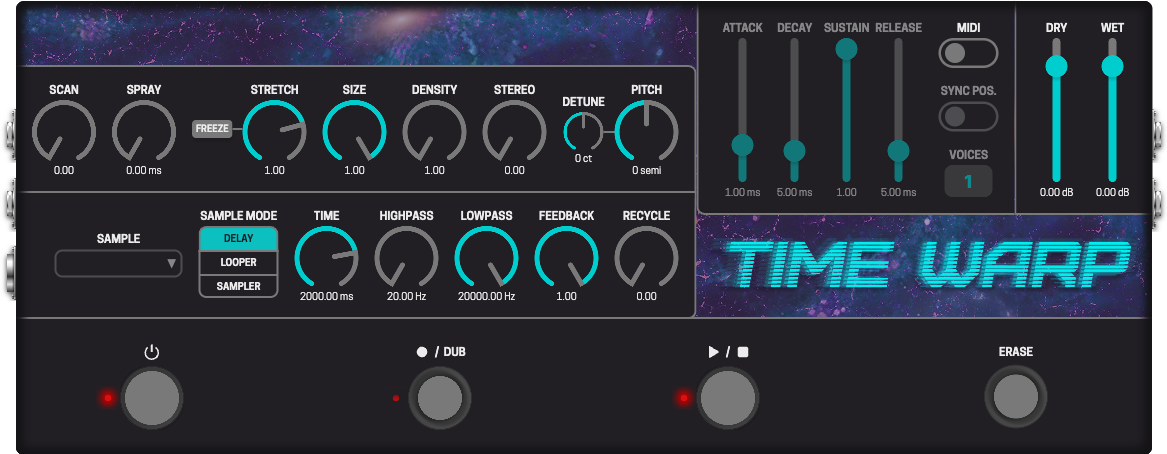 ATTACK DECAY SUSTAIN RELEASE MIDI DRY WET
SCAN SPRAY STRETCH SIZE DENSITY STEREO DETUNE PITCH
FREEZE
0.00 0.00 ms 1.00 1.00 1.00 0.00 0 ct 0 semi
SYNC POS.
VOICES
1
1.00 ms 5.00 ms 1.00 5.00 ms 0.00 dB 0.00 dB
SAMPLE SAMPLE MODE TIME HIGHPASS LOWPASS FEEDBACK RECYCLE
DELAY
LOOPER
SAMPLER
2000.00 ms 20.00 Hz 20000.00 Hz 1.00 0.00
TIME WARP
/ DUB / ERASE